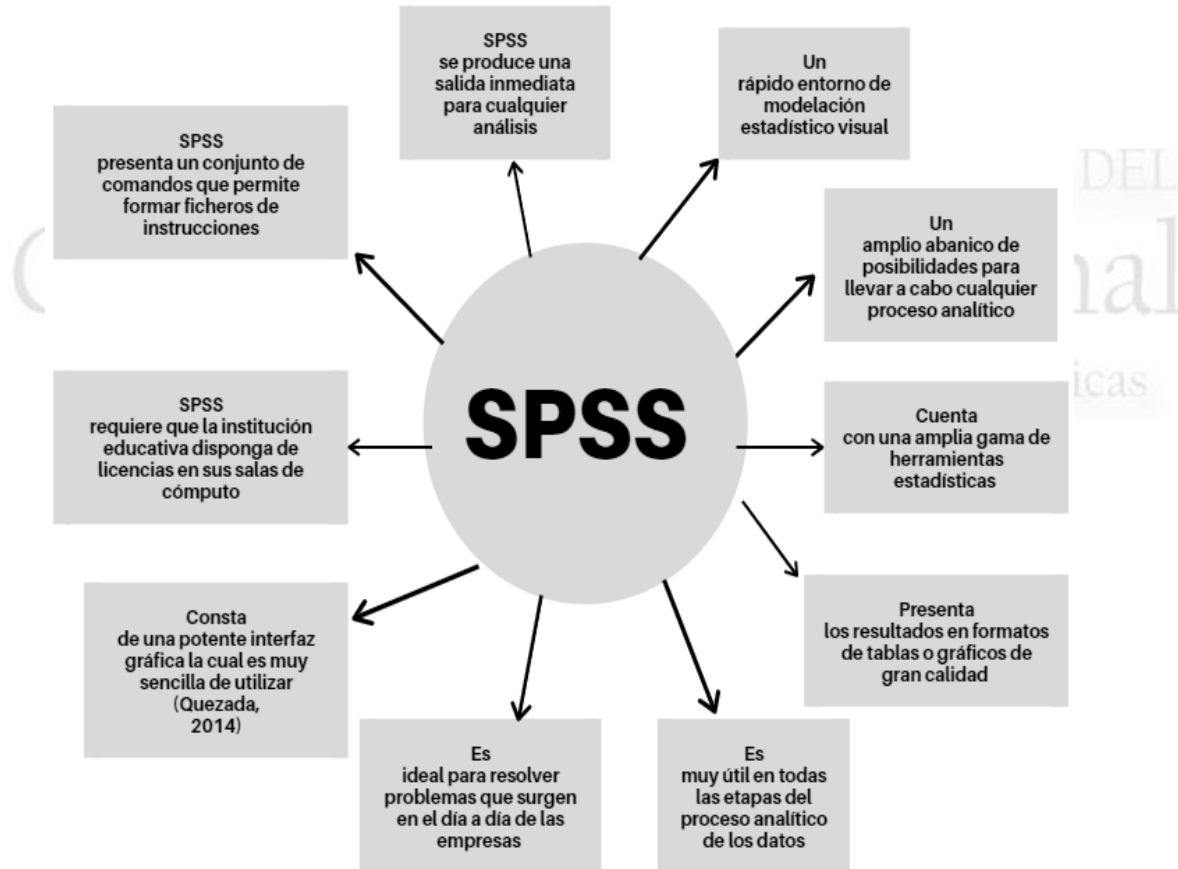 SPSS
se produce una
salida inmediata
para cualquier
análisis
Un
rápido entorno de
modelación
estadístico visual
SPSS
presenta un conjunto de
comandos que permite
formar ficheros de
instrucciones
DEL
Un
amplio abanico de
posibilidades para
llevar a cabo cualquier
proceso analítico
nal
icas
SPSS
SPSS
requiere que la institución
educativa disponga de
licencias en sus salas de
cómputo
Cuenta
con una amplia gama de
herramientas
estadísticas
Consta
de una potente interfaz
gráfica la cual es muy
sencilla de utilizar
(Quezada,
2014)
Presenta
los resultados en formatos
de tablas o gráficos de
gran calidad
Es
ideal para resolver
problemas que surgen
en el día a día de las
empresas
Es
muy útil en todas
las etapas del
proceso analítico
de los datos